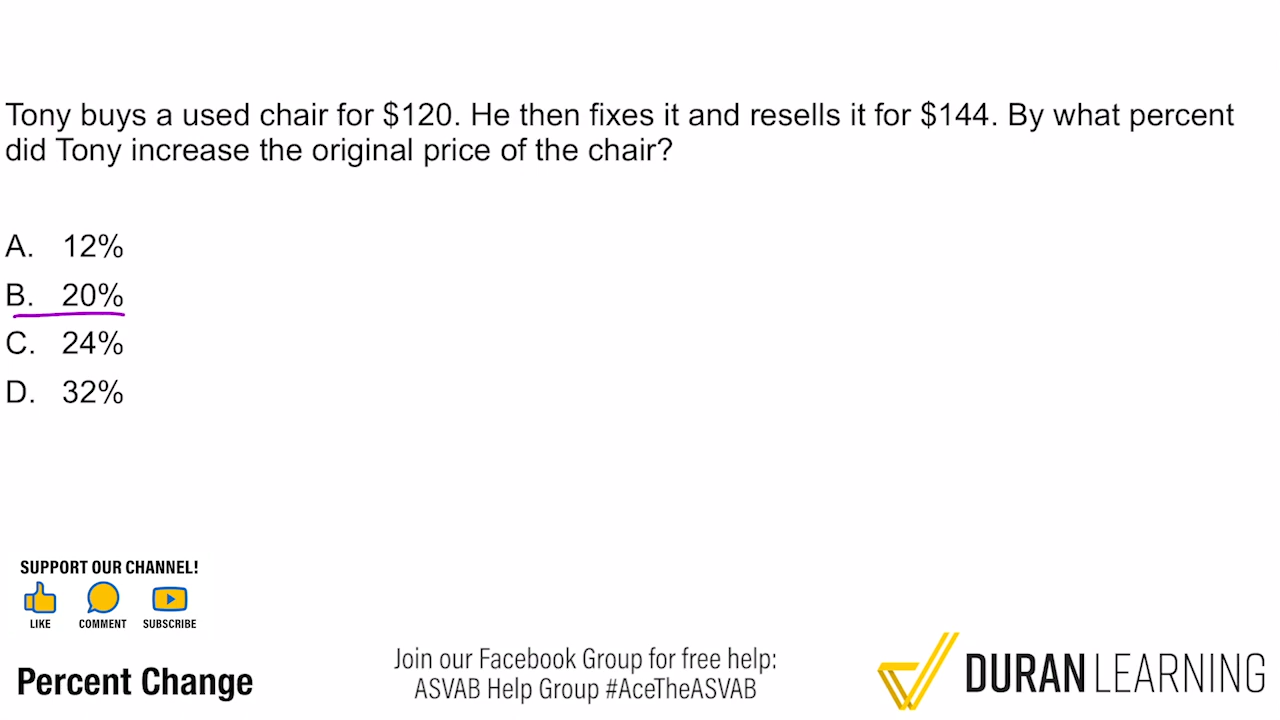 Tony buys a used chair for $120. He then fixes it and resells it for $144. By what percent
did Tony increase the original price of the chair?
A. 12%
B. 20%
C. 24%
D. 32%
SUPPORT OUR CHANNEL!
LIKE COMMENT SUBSCRIBE
Percent Change
Join our Facebook Group for free help:
ASVAB Help Group #AceTheASVAB
DURAN LEARNING